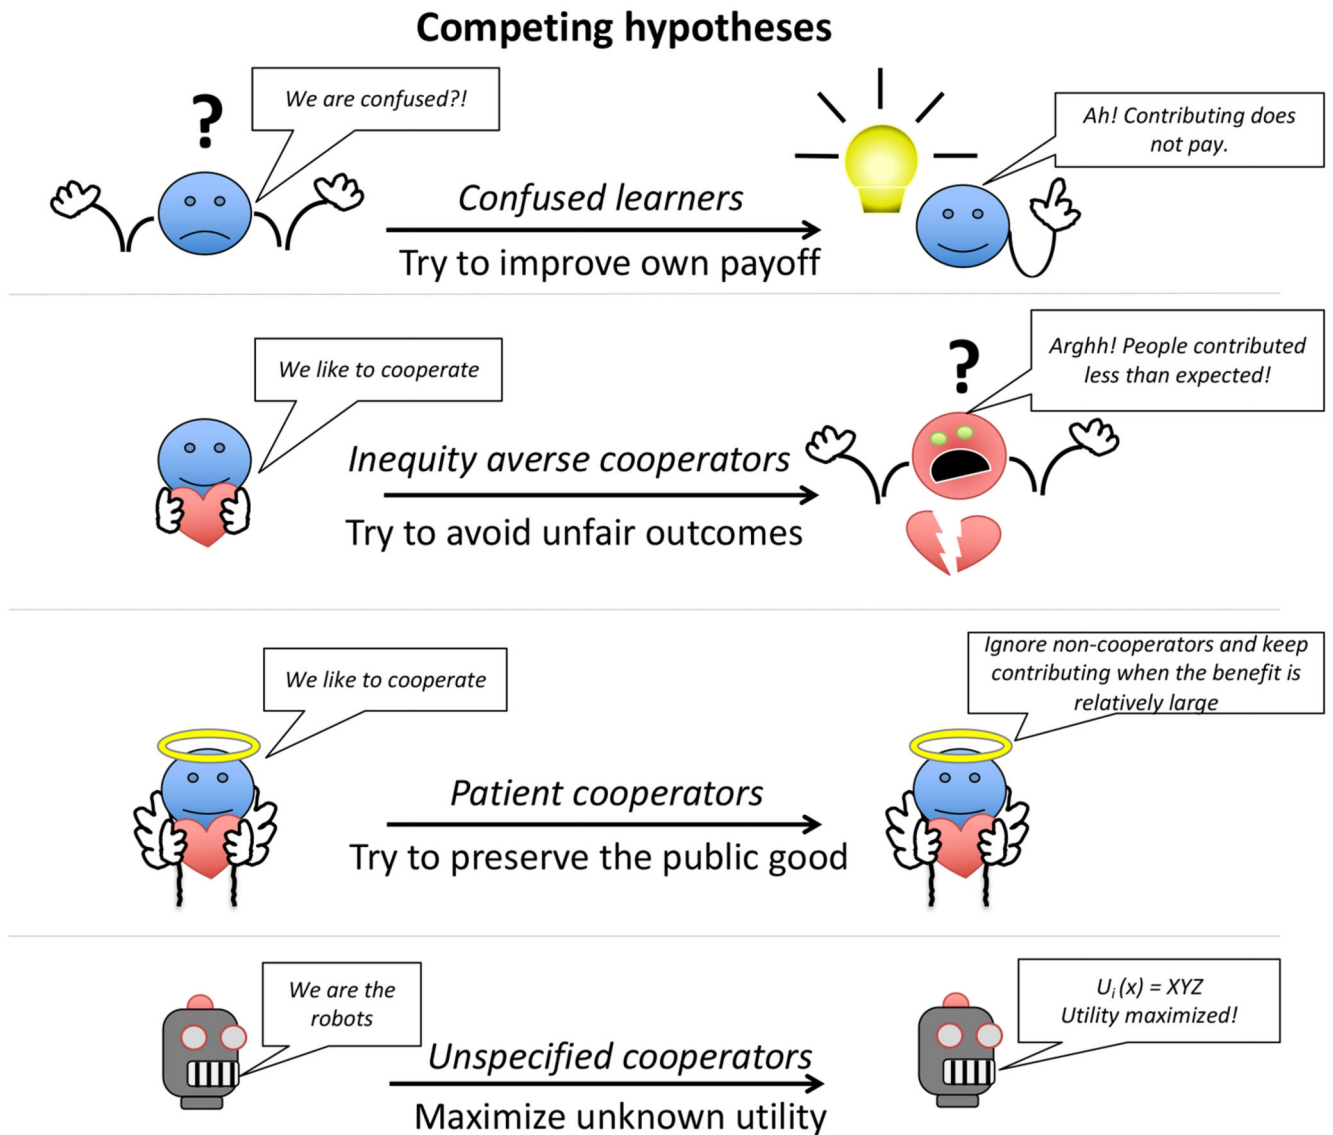 Competing hypotheses
?
We are confused?!
Ah! Contributing does
not pay.
Confused learners
Try to improve own payoff
We like to cooperate
?
Arghh! People contributed
less than expected!
Inequity averse cooperators
Try to avoid unfair outcomes
We like to cooperate
Ignore non-cooperators and keep
contributing when the benefit is
relatively large
Patient cooperators
Try to preserve the public good
We are the
robots
Uᵢ (x) = XYZ
Utility maximized!
Unspecified cooperators
Maximize unknown utility